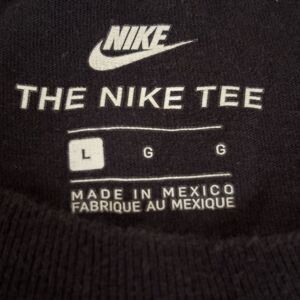 NIKE
THE NIKE TEE
L G G
MADE IN MEXICO
FABRIQUE AU MEXIQUE